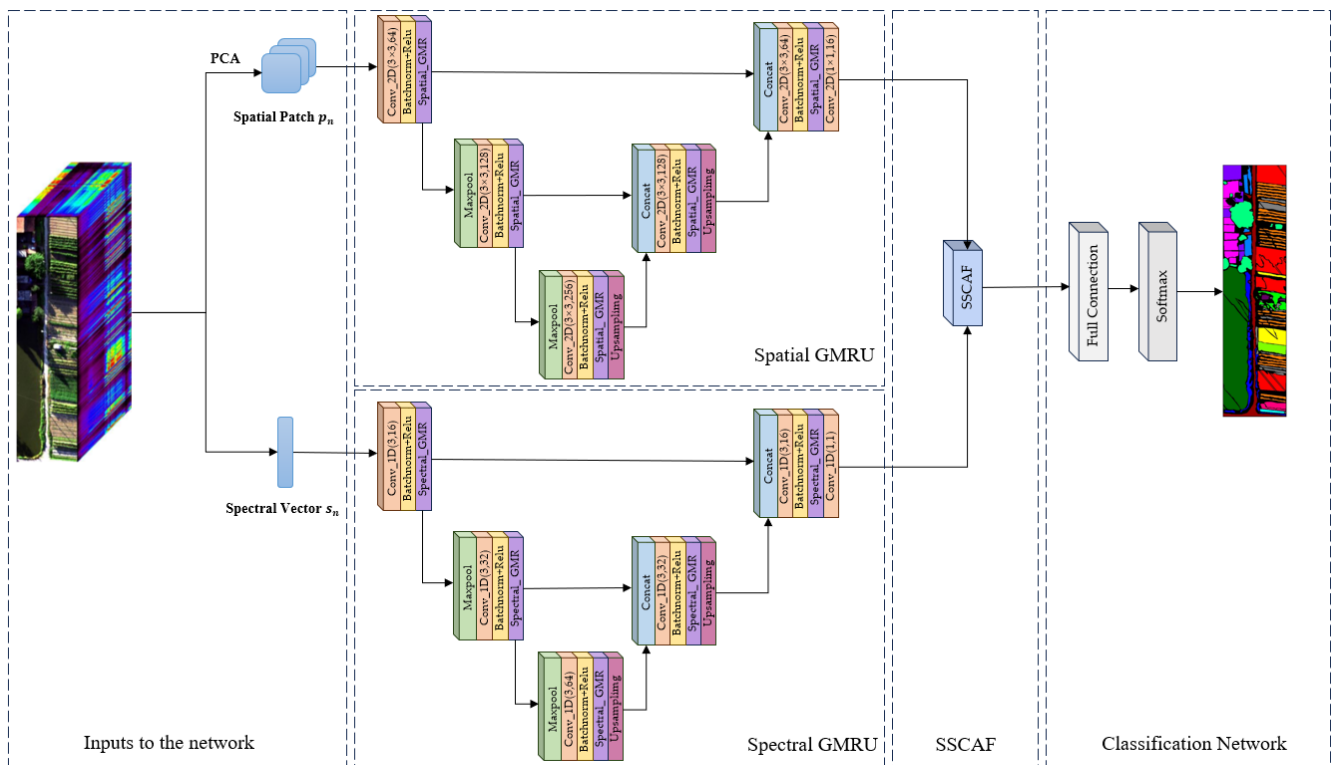 PCA
Spatial Patch pₙ
Spectral Vector sₙ
Inputs to the network
Conv_2D(3×3,64)
Batchnorm+Relu
Spatial_GMR
Maxpool
Conv_2D(3×3,128)
Batchnorm+Relu
Spatial_GMR
Maxpool
Conv_2D(3×3,256)
Batchnorm+Relu
Spatial_GMR
Upsamplimg
Concat
Conv_2D(3×3,128)
Batchnorm+Relu
Spatial_GMR
Upsamplimg
Concat
Conv_2D(3×3,64)
Batchnorm+Relu
Spatial_GMR
Conv_2D(1×1,16)
Spatial GMRU
Conv_1D(3,16)
Batchnorm+Relu
Spectral_GMR
Maxpool
Conv_1D(3,32)
Batchnorm+Relu
Spectral_GMR
Maxpool
Conv_1D(3,64)
Batchnorm+Relu
Spectral_GMR
Upsamplimg
Concat
Conv_1D(3,32)
Batchnorm+Relu
Spectral_GMR
Upsamplimg
Concat
Conv_1D(3,16)
Batchnorm+Relu
Spectral_GMR
Conv_1D(1,1)
Spectral GMRU
SSCAF
SSCAF
Full Connection
Softmax
Classification Network